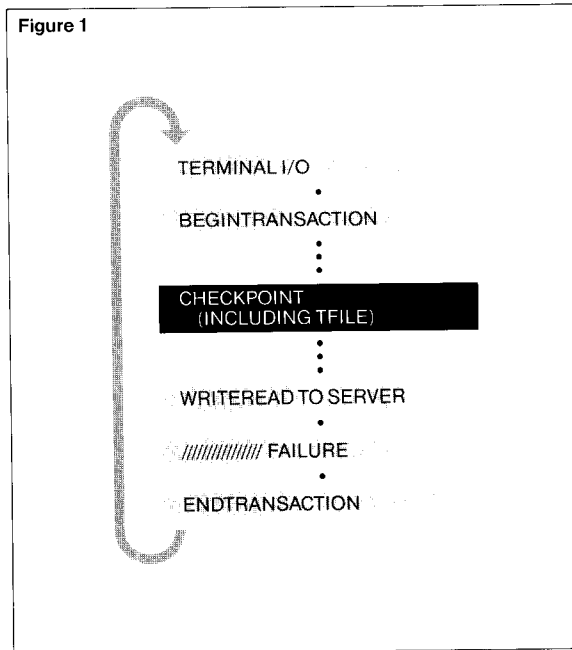 Figure 1
TERMINAL I/O
BEGINTRANSACTION
CHECKPOINT
(INCLUDING TFILE)
WRITEREAD TO SERVER
////////////////// FAILURE
ENDTRANSACTION